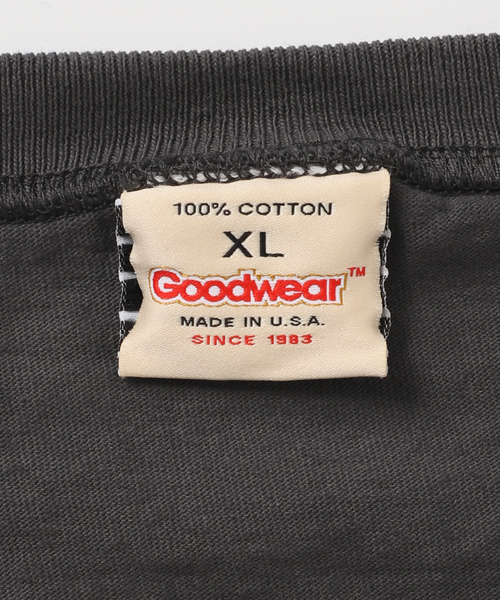 100% COTTON
XL
Goodwear™
MADE IN U.S.A.
SINCE 1983